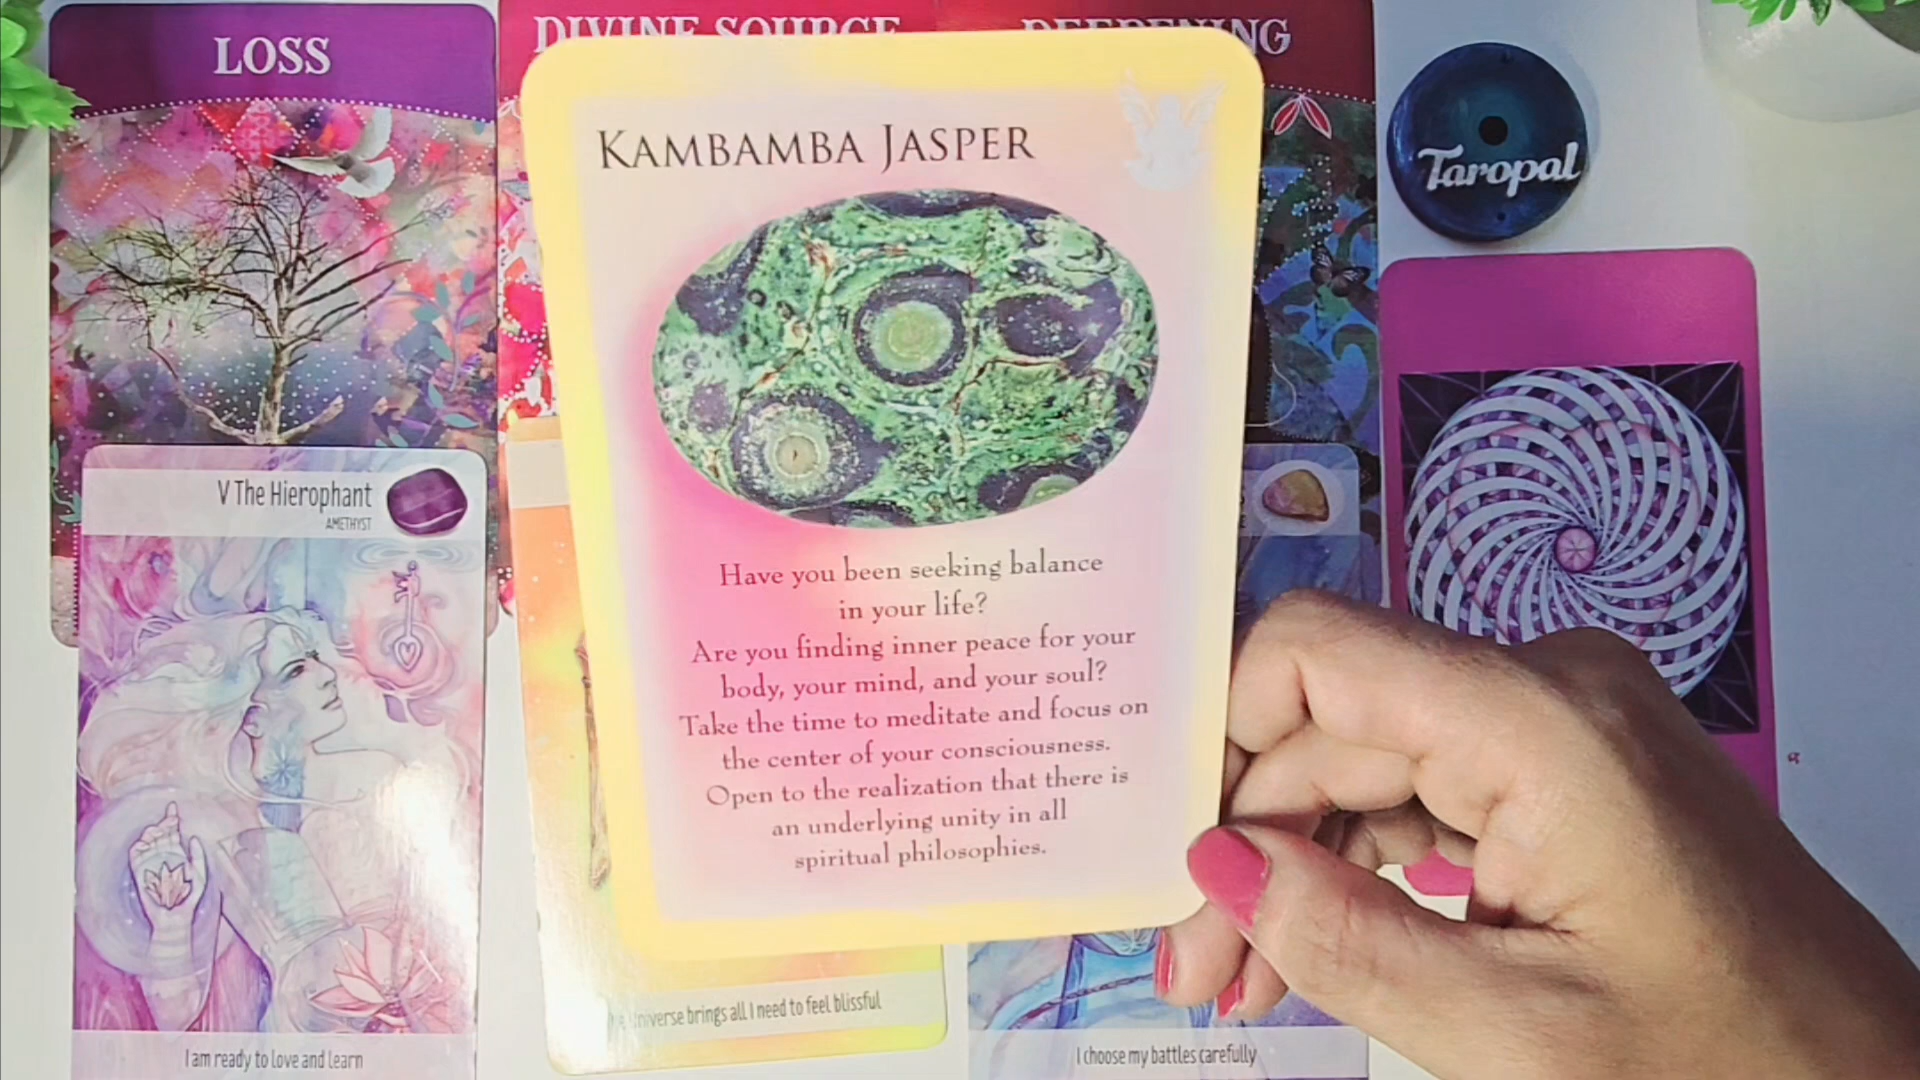 LOSS
DIVINE SOURCE
DEEPENING
KAMBAMBA JASPER
Taropal
Have you been seeking balance
in your life?
Are you finding inner peace for your
body, your mind, and your soul?
Take the time to meditate and focus on
the center of your consciousness.
Open to the realization that there is
an underlying unity in all
spiritual philosophies.
V The Hierophant
AMETHYST
universe brings all I need to feel blissful
I am ready to love and learn
I choose my battles carefully